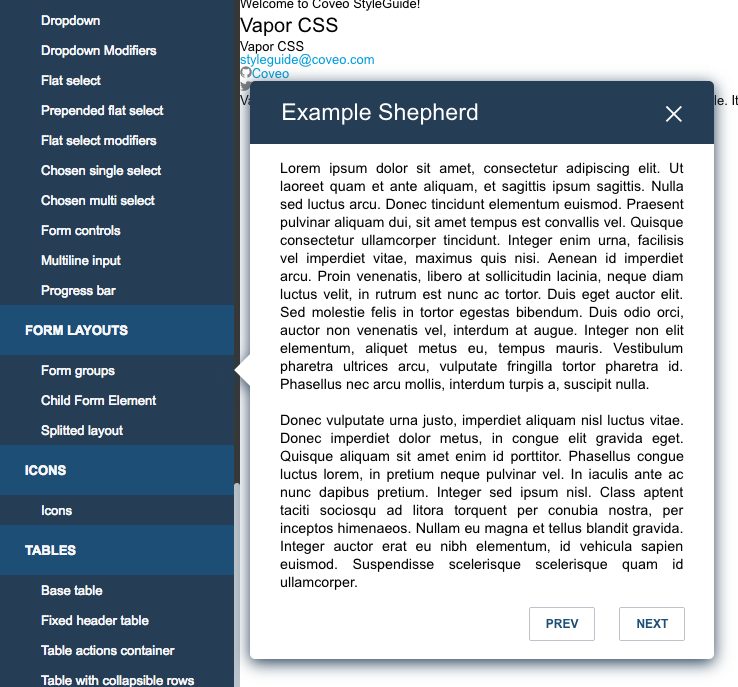 Dropdown
Dropdown Modifiers
Flat select
Prepended flat select
Flat select modifiers
Chosen single select
Chosen multi select
Form controls
Multiline input
Progress bar
FORM LAYOUTS
Form groups
Child Form Element
Splitted layout
ICONS
Icons
TABLES
Base table
Fixed header table
Table actions container
Table with collapsible rows
Welcome to Coveo StyleGuide!
Vapor CSS
Vapor CSS
styleguide@coveo.com
Coveo
Example Shepherd
Lorem ipsum dolor sit amet, consectetur adipiscing elit. Ut
laoreet quam et ante aliquam, et sagittis ipsum sagittis. Nulla
sed luctus arcu. Donec tincidunt elementum euismod. Praesent
pulvinar aliquam dui, sit amet tempus est convallis vel. Quisque
consectetur ullamcorper tincidunt. Integer enim urna, facilisis
vel imperdiet vitae, maximus quis nisi. Aenean id imperdiet
arcu. Proin venenatis, libero at sollicitudin lacinia, neque diam
luctus velit, in rutrum est nunc ac tortor. Duis eget auctor elit.
Sed molestie felis in tortor egestas bibendum. Duis odio orci,
auctor non venenatis vel, interdum at augue. Integer non elit
elementum, aliquet metus eu, tempus mauris. Vestibulum
pharetra ultrices arcu, vulputate fringilla tortor pharetra id.
Phasellus nec arcu mollis, interdum turpis a, suscipit nulla.
Donec vulputate urna justo, imperdiet aliquam nisl luctus vitae.
Donec imperdiet dolor metus, in congue elit gravida eget.
Quisque aliquam sit amet enim id porttitor. Phasellus congue
luctus lorem, in pretium neque pulvinar vel. In iaculis ante ac
nunc dapibus pretium. Integer sed ipsum nisl. Class aptent
taciti sociosqu ad litora torquent per conubia nostra, per
inceptos himenaeos. Nullam eu magna et tellus blandit gravida.
Integer auctor erat eu nibh elementum, id vehicula sapien
euismod. Suspendisse scelerisque scelerisque quam id
ullamcorper.
PREV
NEXT